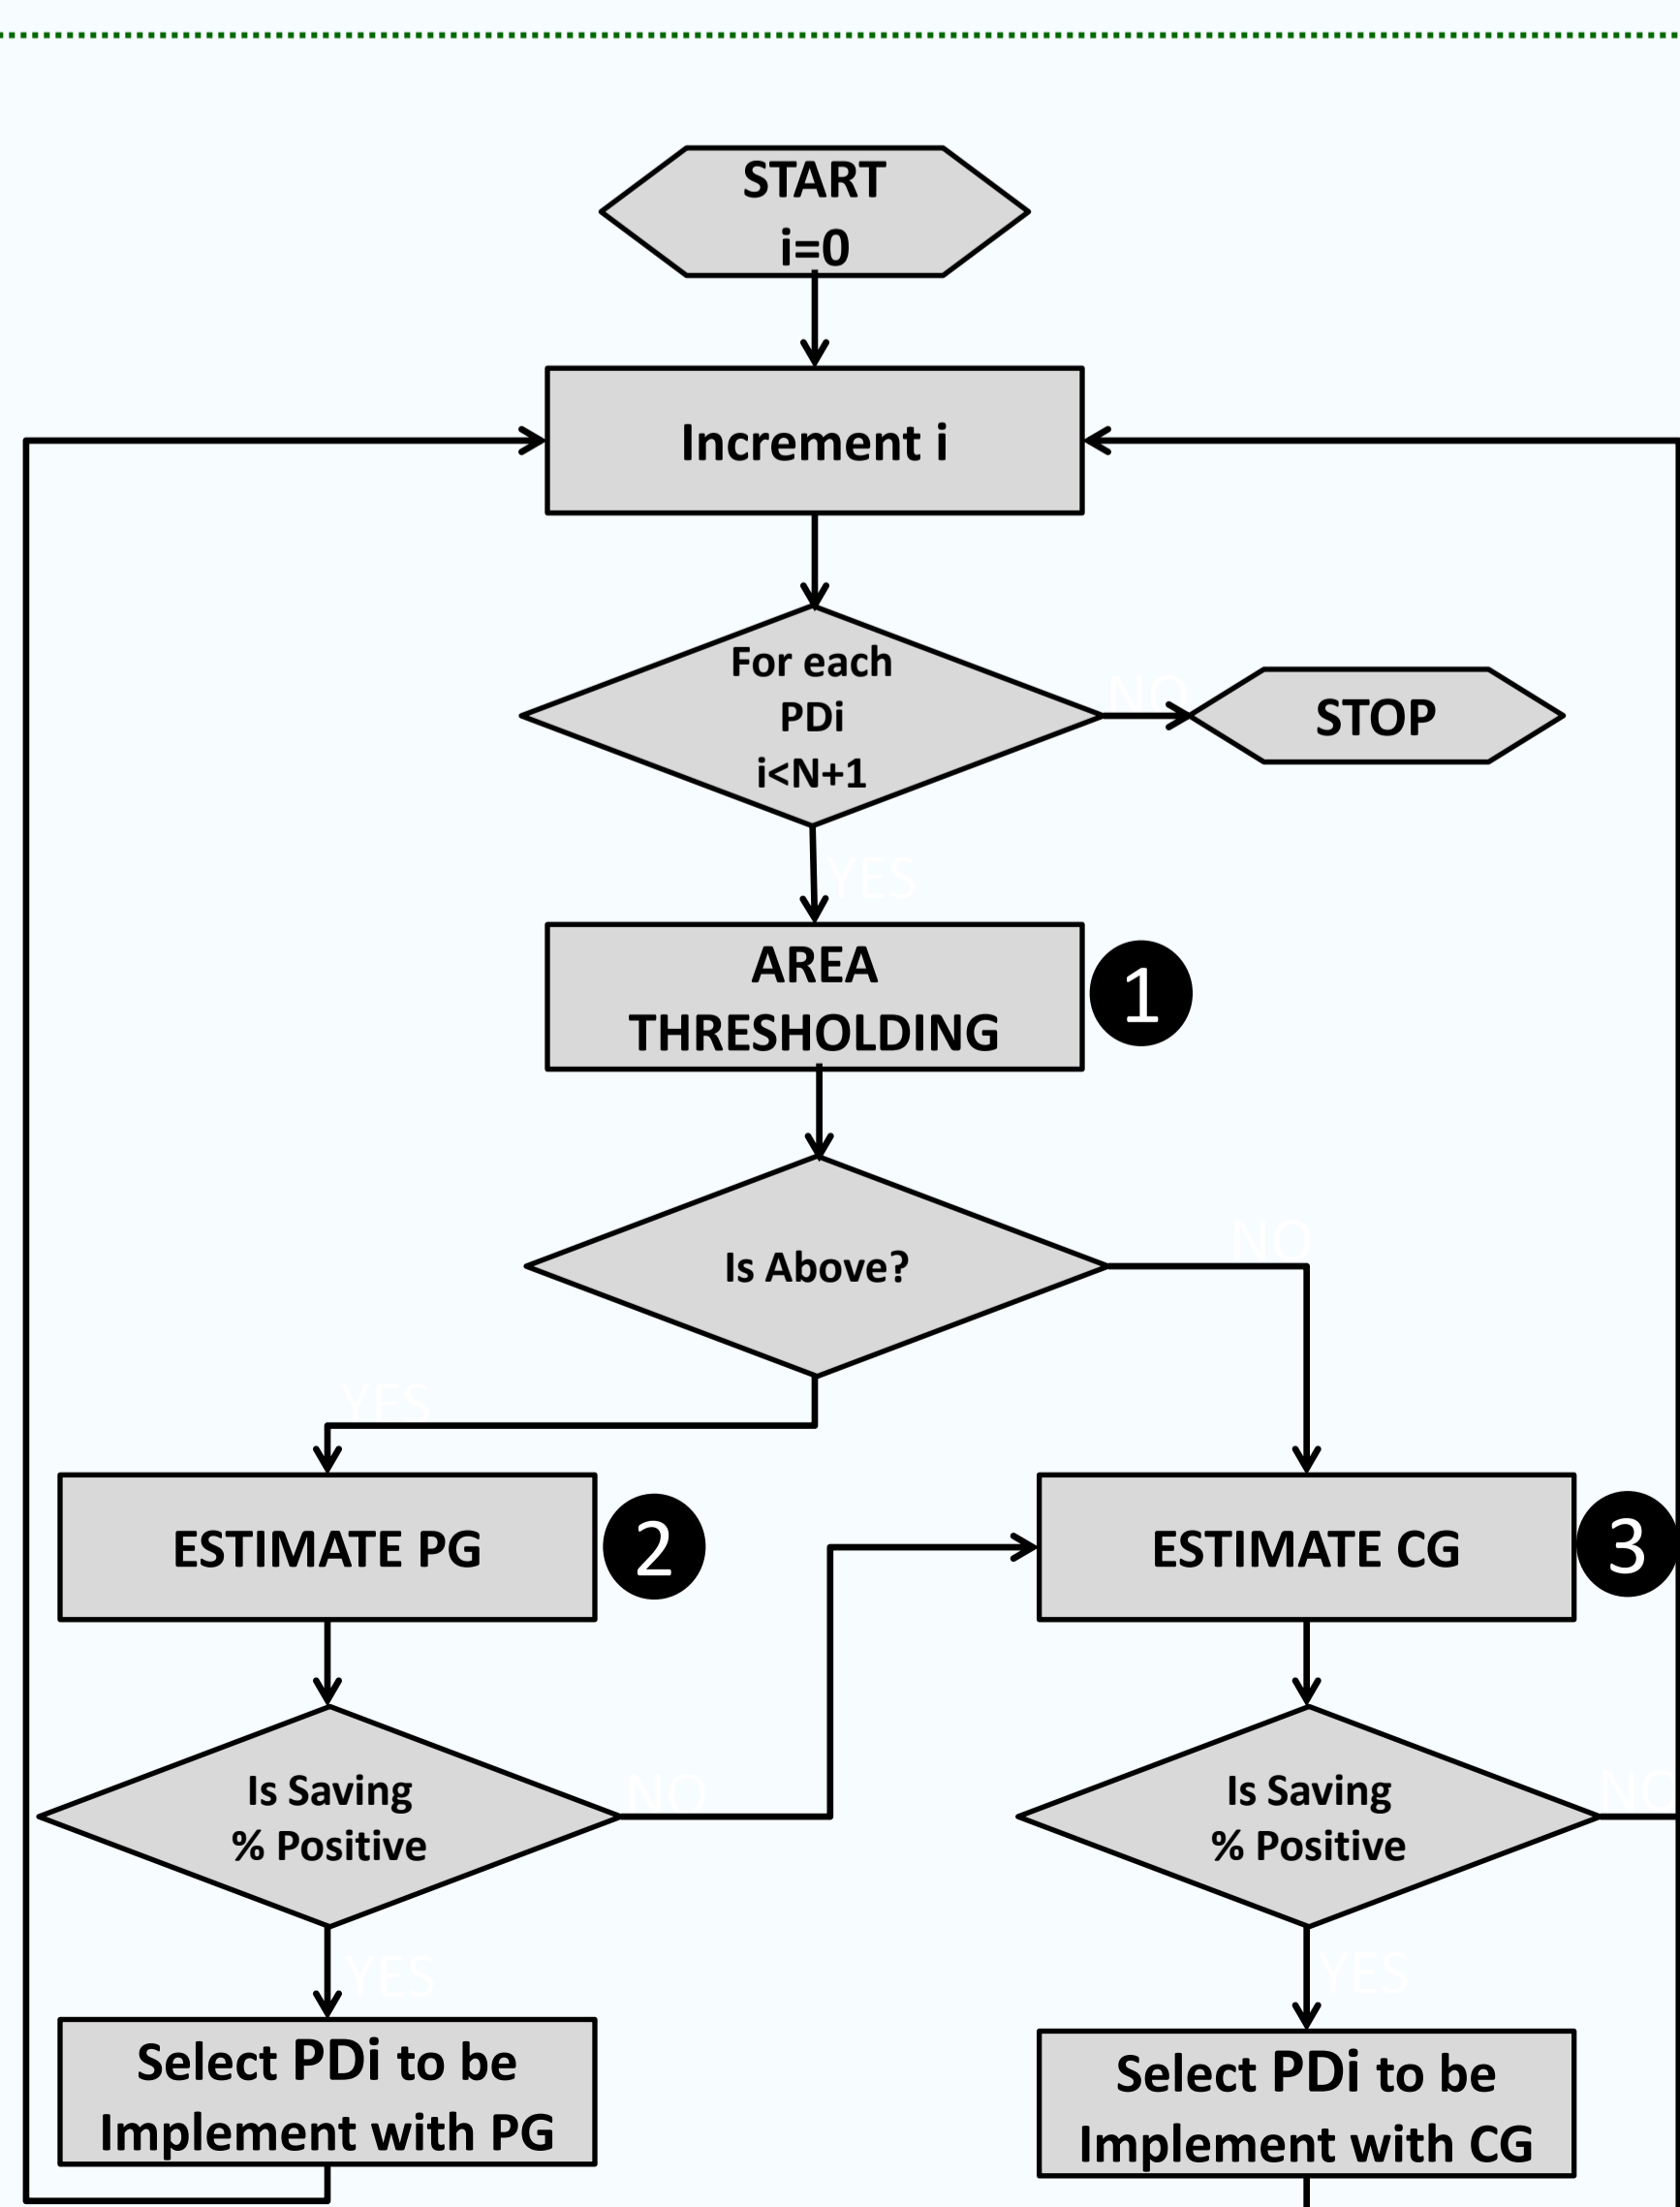 START
i=0
Increment i
For each
PDi
i<N+1
NO
STOP
YES
AREA
THRESHOLDING
1
Is Above?
NO
YES
ESTIMATE PG
2
ESTIMATE CG
3
Is Saving
% Positive
NO
Is Saving
% Positive
NO
YES
YES
Select PDi to be
Implement with PG
Select PDi to be
Implement with CG